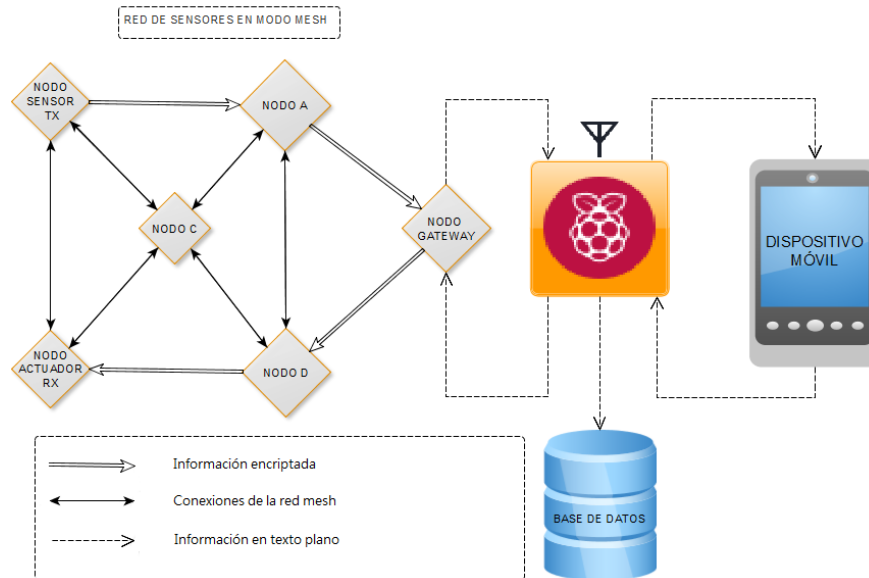 RED DE SENSORES EN MODO MESH
NODO
SENSOR
TX
NODO A
NODO C
NODO
GATEWAY
DISPOSITIVO
MÓVIL
NODO
ACTUADOR
RX
NODO D
Información encriptada
Conexiones de la red mesh
Información en texto plano
BASE DE DATOS